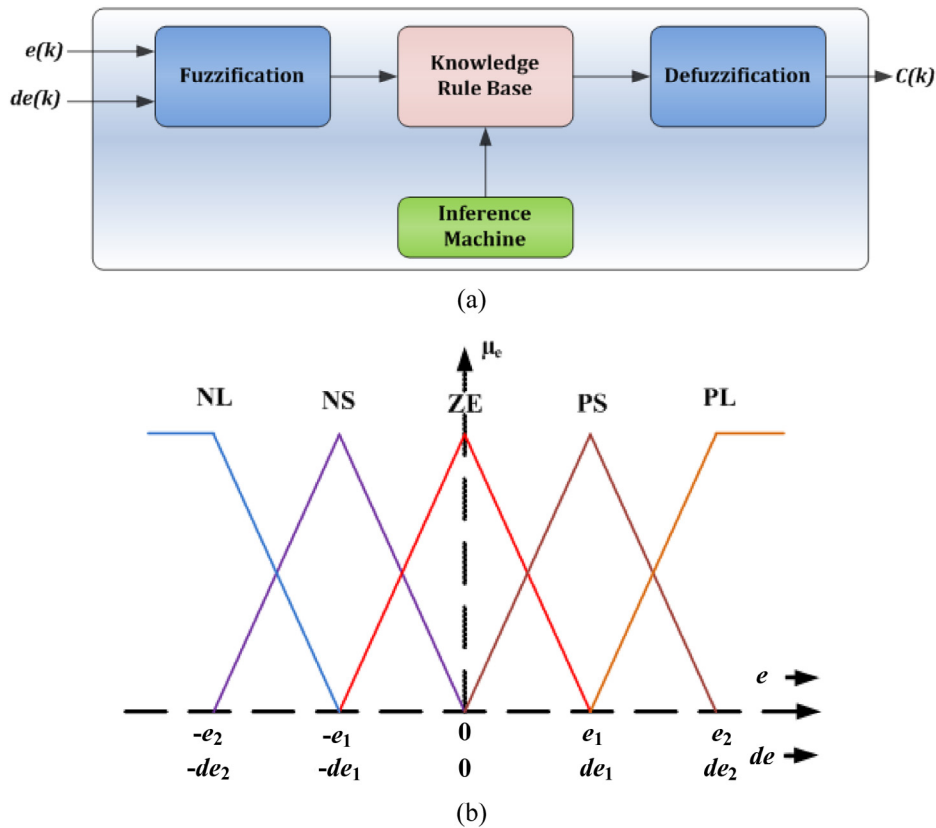 e(k)
de(k)
Fuzzification
Knowledge
Rule Base
Defuzzification
C(k)
Inference
Machine
(a)
μe
NL NS ZE PS PL
e
-e2 -e1 0 e1 e2
-de2 -de1 0 de1 de2 de
(b)